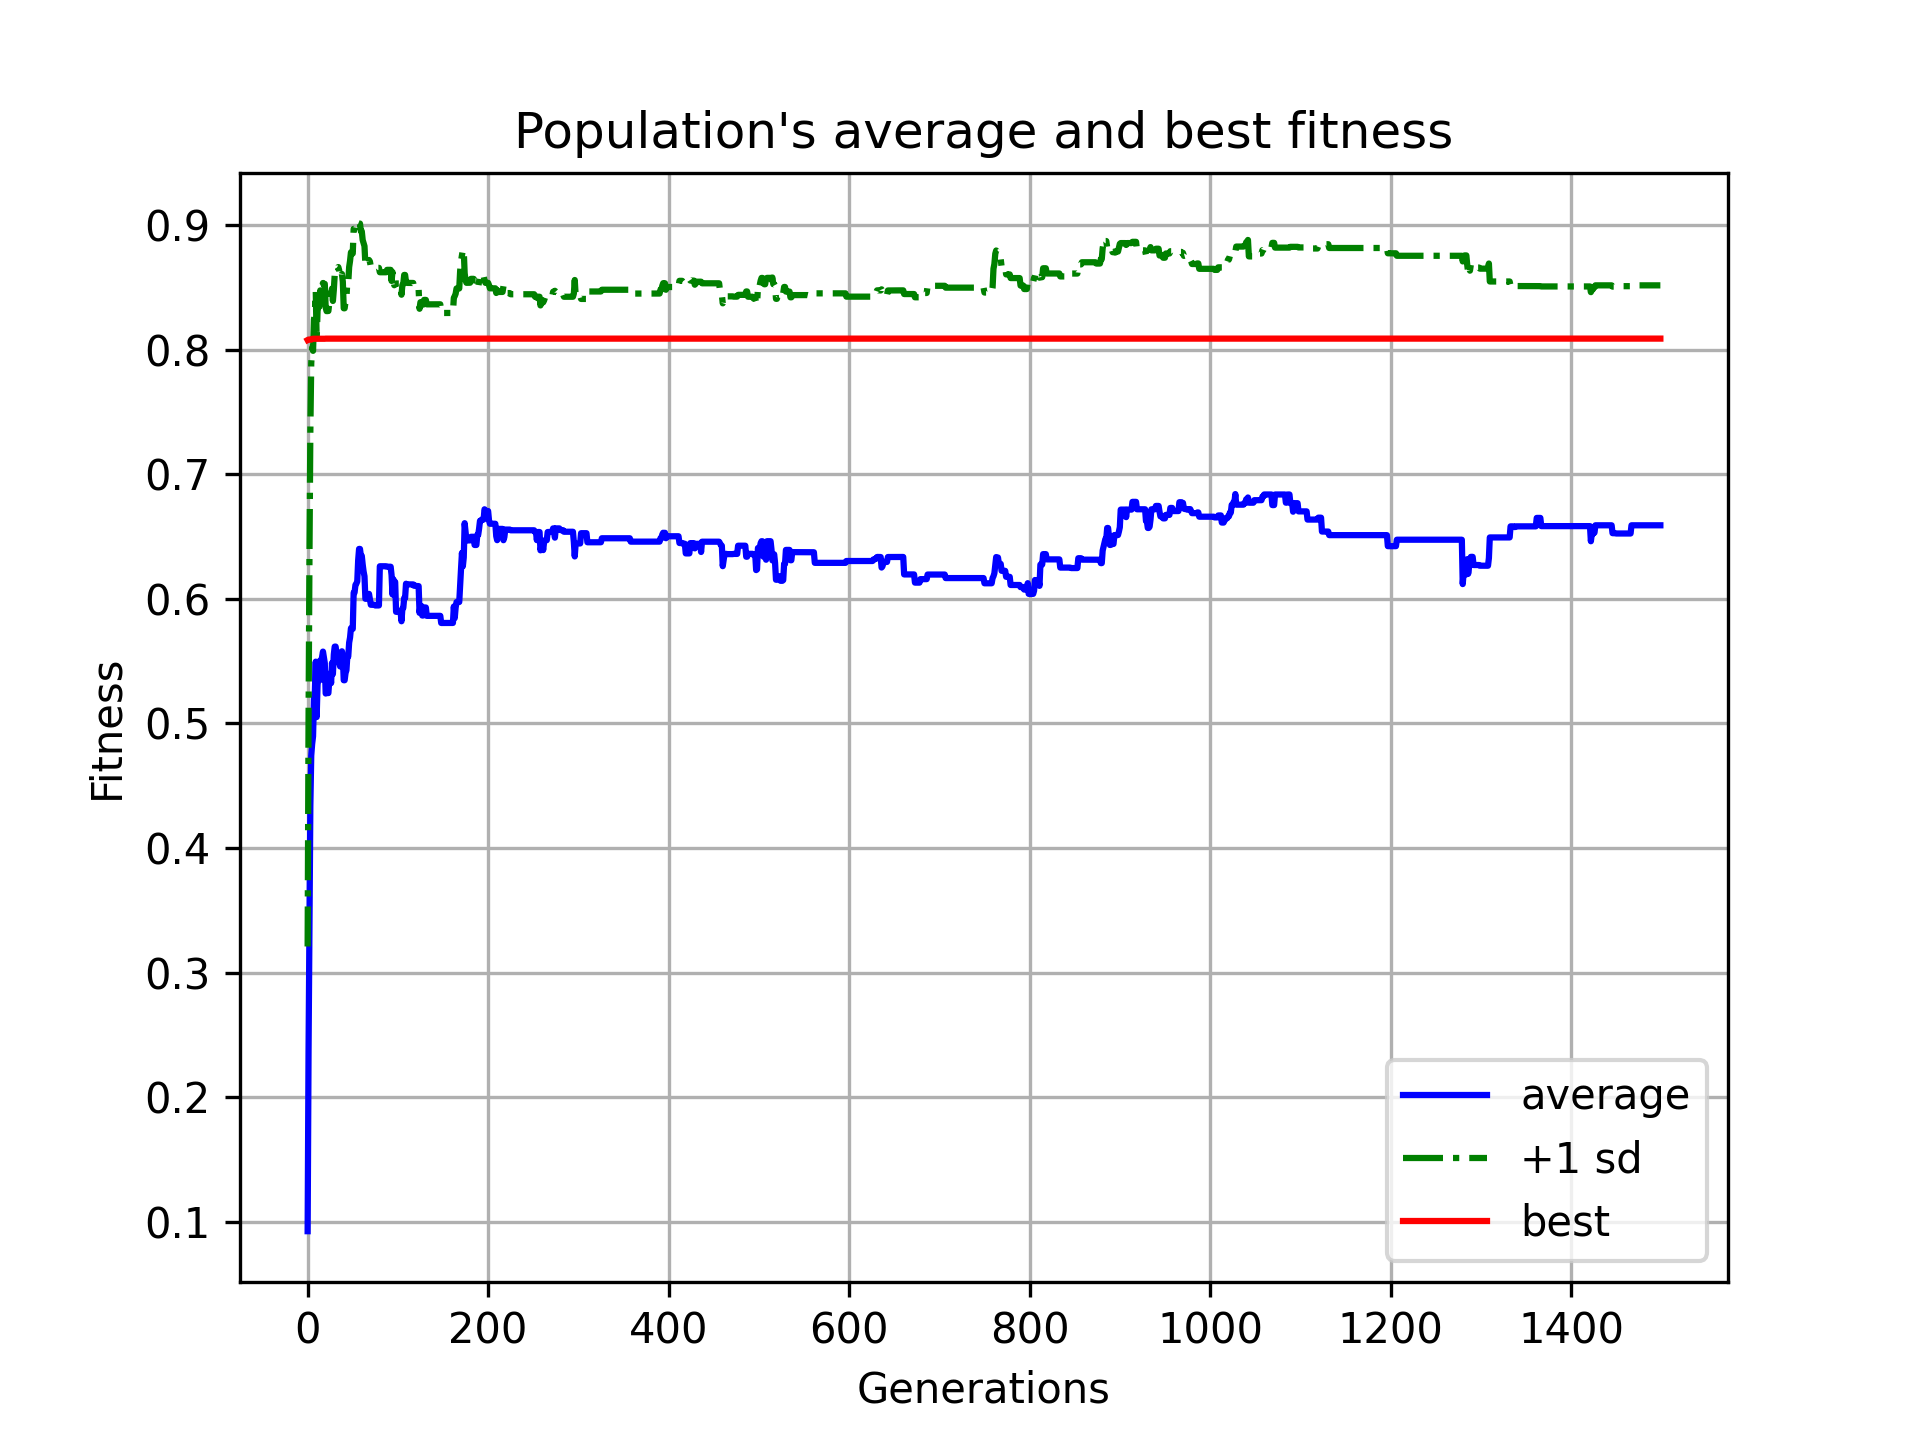 Population's average and best fitness
0.9
0.8
0.7
0.6
0.5
0.4
0.3
0.2
0.1
Fitness
average
+1 sd
best
0 200 400 600 800 1000 1200 1400
Generations